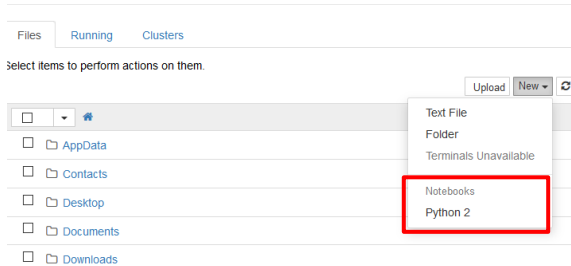 Files Running Clusters
Select items to perform actions on them.
Upload New
Text File
Folder
Terminals Unavailable
Notebooks
Python 2
AppData
Contacts
Desktop
Documents
Downloads